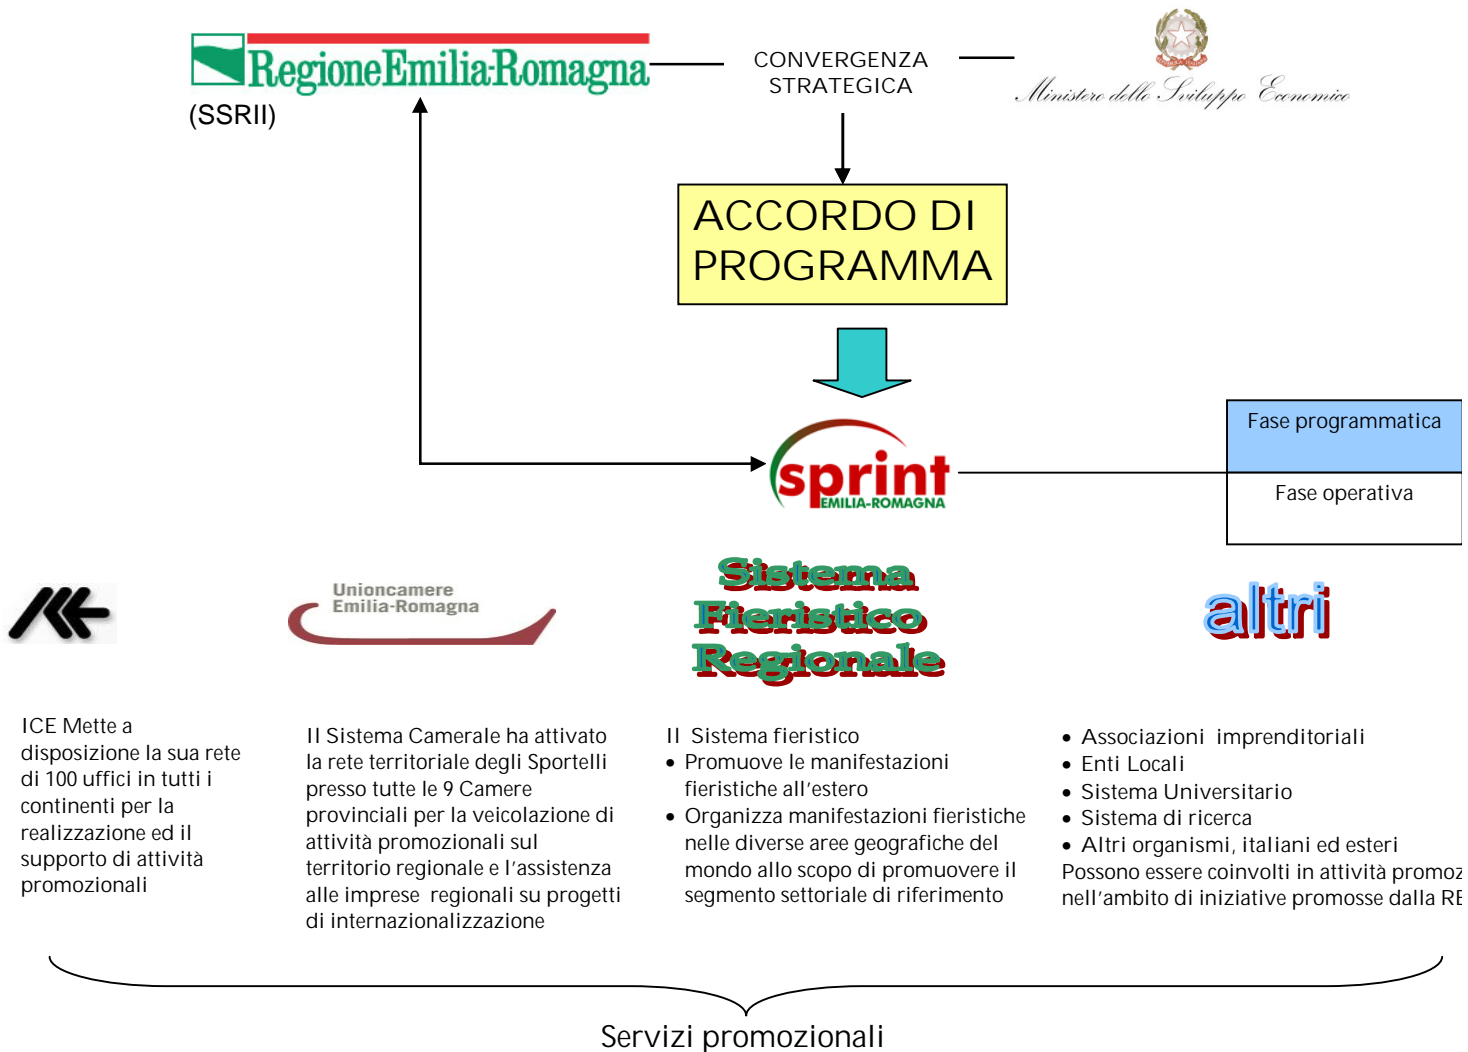 RegioneEmilia-Romagna
(SSRII)
CONVERGENZA
STRATEGICA
Ministero dello Sviluppo Economico
ACCORDO DI
PROGRAMMA
sprint
EMILIA-ROMAGNA
Fase programmatica
Fase operativa
Unioncamere
Emilia-Romagna
Sistema
Fieristico
Regionale
altri
ICE Mette a
disposizione la sua rete
di 100 uffici in tutti i
continenti per la
realizzazione ed il
supporto di attività
promozionali
Il Sistema Camerale ha attivato
la rete territoriale degli Sportelli
presso tutte le 9 Camere
provinciali per la veicolazione di
attività promozionali sul
territorio regionale e l'assistenza
alle imprese regionali su progetti
di internazionalizzazione
Il Sistema fieristico
• Promuove le manifestazioni
fieristiche all'estero
• Organizza manifestazioni fieristiche
nelle diverse aree geografiche del
mondo allo scopo di promuovere il
segmento settoriale di riferimento
• Associazioni imprenditoriali
• Enti Locali
• Sistema Universitario
• Sistema di ricerca
• Altri organismi, italiani ed esteri
Possono essere coinvolti in attività promoz
nell'ambito di iniziative promosse dalla RE
Servizi promozionali